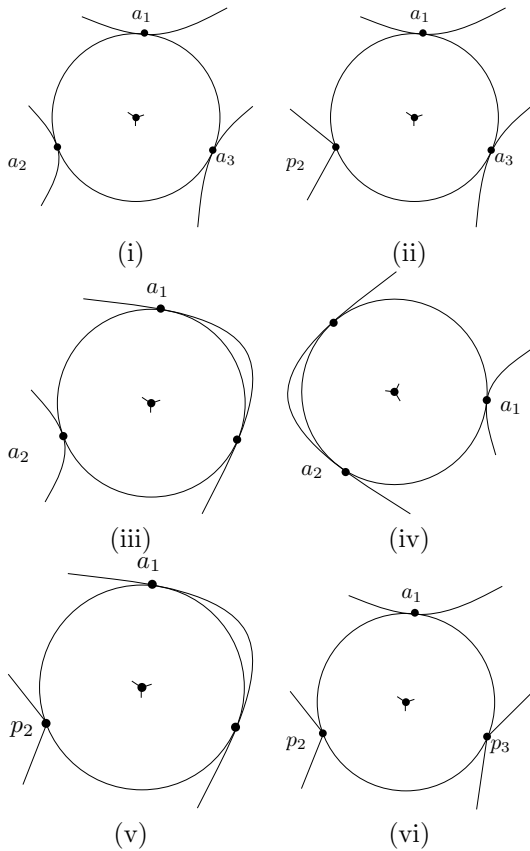 a₁ a₁
a₂ a₃ p₂ a₃
(i) (ii)
a₁
a₂ a₂ a₁
(iii) (iv)
a₁ a₁
p₂ p₂ p₃
(v) (vi)